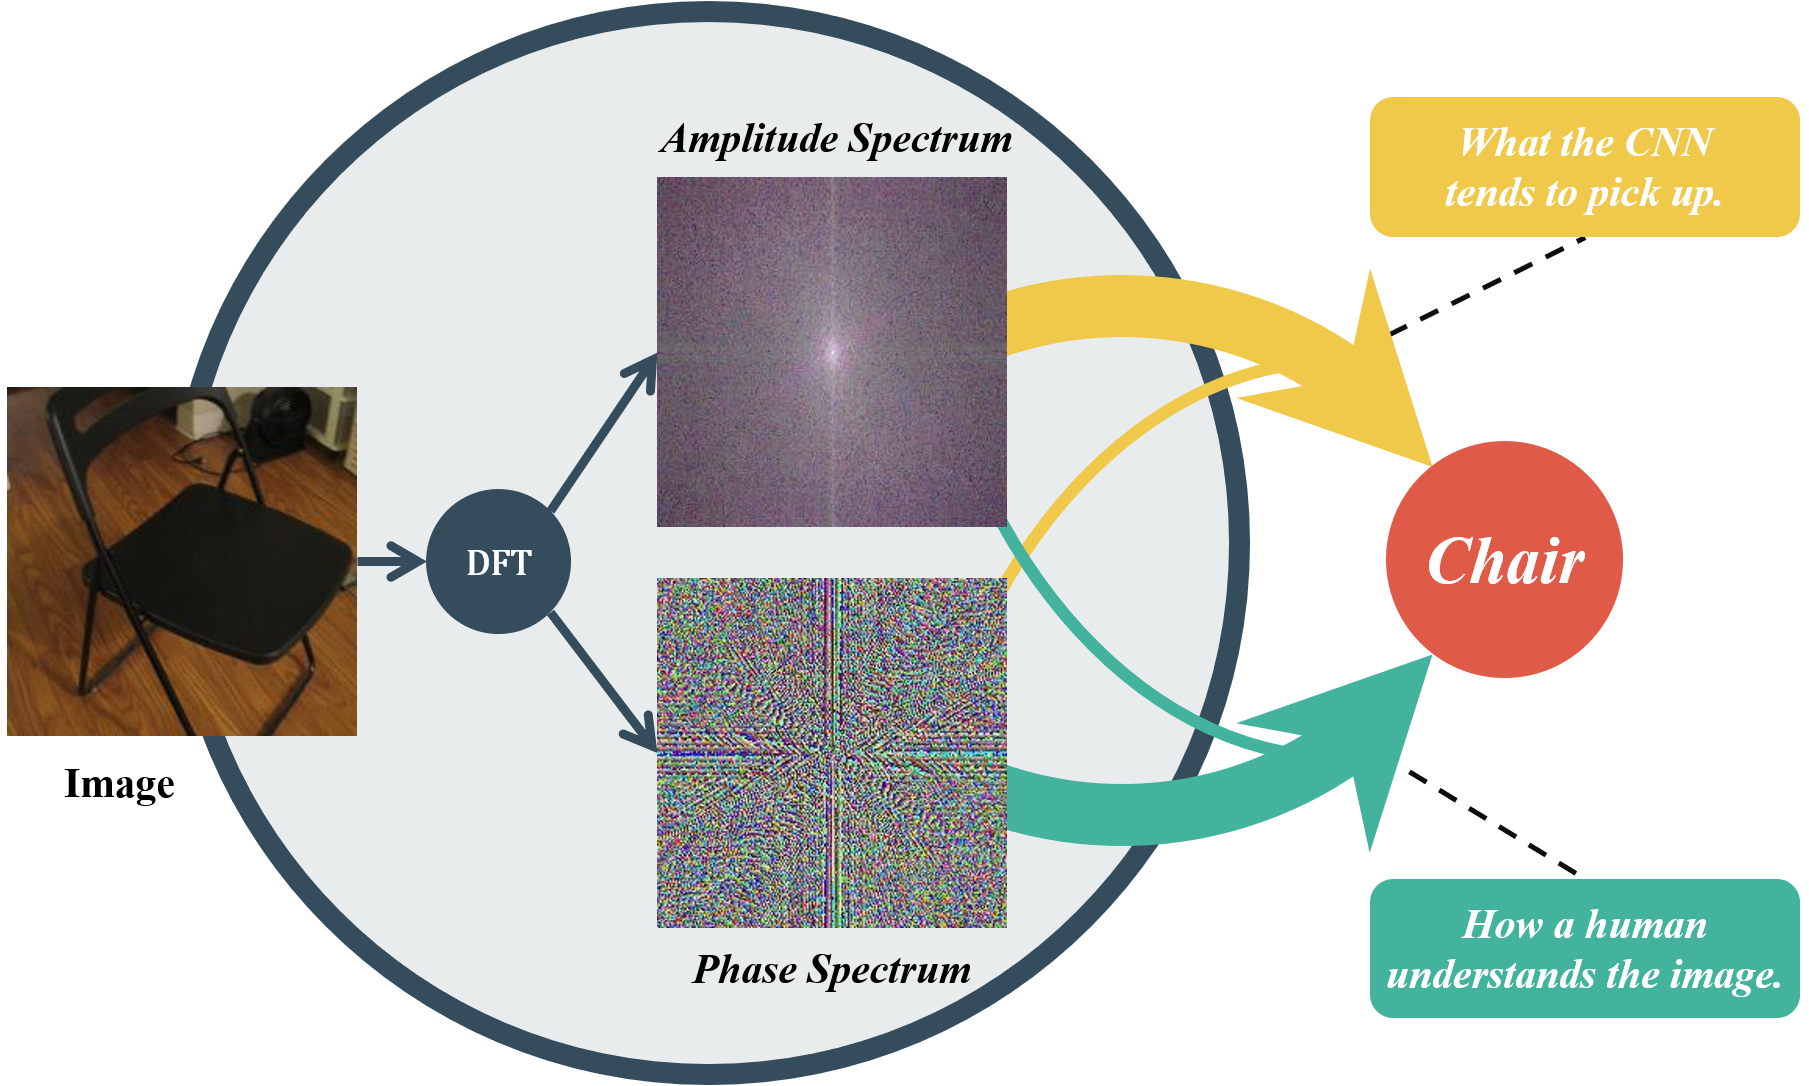 Amplitude Spectrum
What the CNN
tends to pick up.
Image
DFT
Chair
Phase Spectrum
How a human
understands the image.